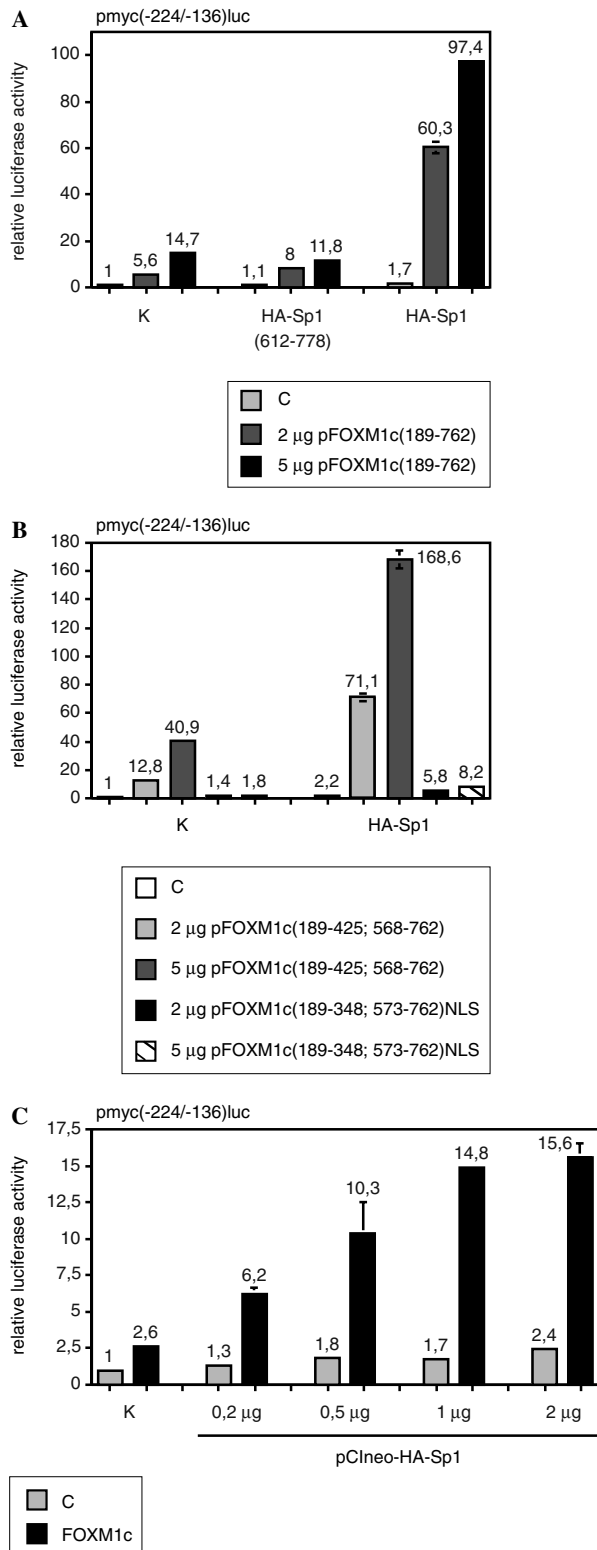 A
pmyc(-224/-136)luc
relative luciferase activity
100
80
60
40
20
0
1
5,6
14,7
1,1
8
11,8
1,7
60,3
97,4
K
HA-Sp1
(612-778)
HA-Sp1
C
2 µg pFOXM1c(189-762)
5 µg pFOXM1c(189-762)
B
pmyc(-224/-136)luc
relative luciferase activity
180
160
140
120
100
80
60
40
20
0
1
12,8
40,9
1,4
1,8
2,2
71,1
168,6
5,8
8,2
K
HA-Sp1
C
2 µg pFOXM1c(189-425; 568-762)
5 µg pFOXM1c(189-425; 568-762)
2 µg pFOXM1c(189-348; 573-762)NLS
5 µg pFOXM1c(189-348; 573-762)NLS
C
pmyc(-224/-136)luc
relative luciferase activity
17,5
15
12,5
10
7,5
5
2,5
0
1
2,6
1,3
6,2
1,8
10,3
1,7
14,8
2,4
15,6
K
0,2 µg
0,5 µg
1 µg
2 µg
pCIneo-HA-Sp1
C
FOXM1c